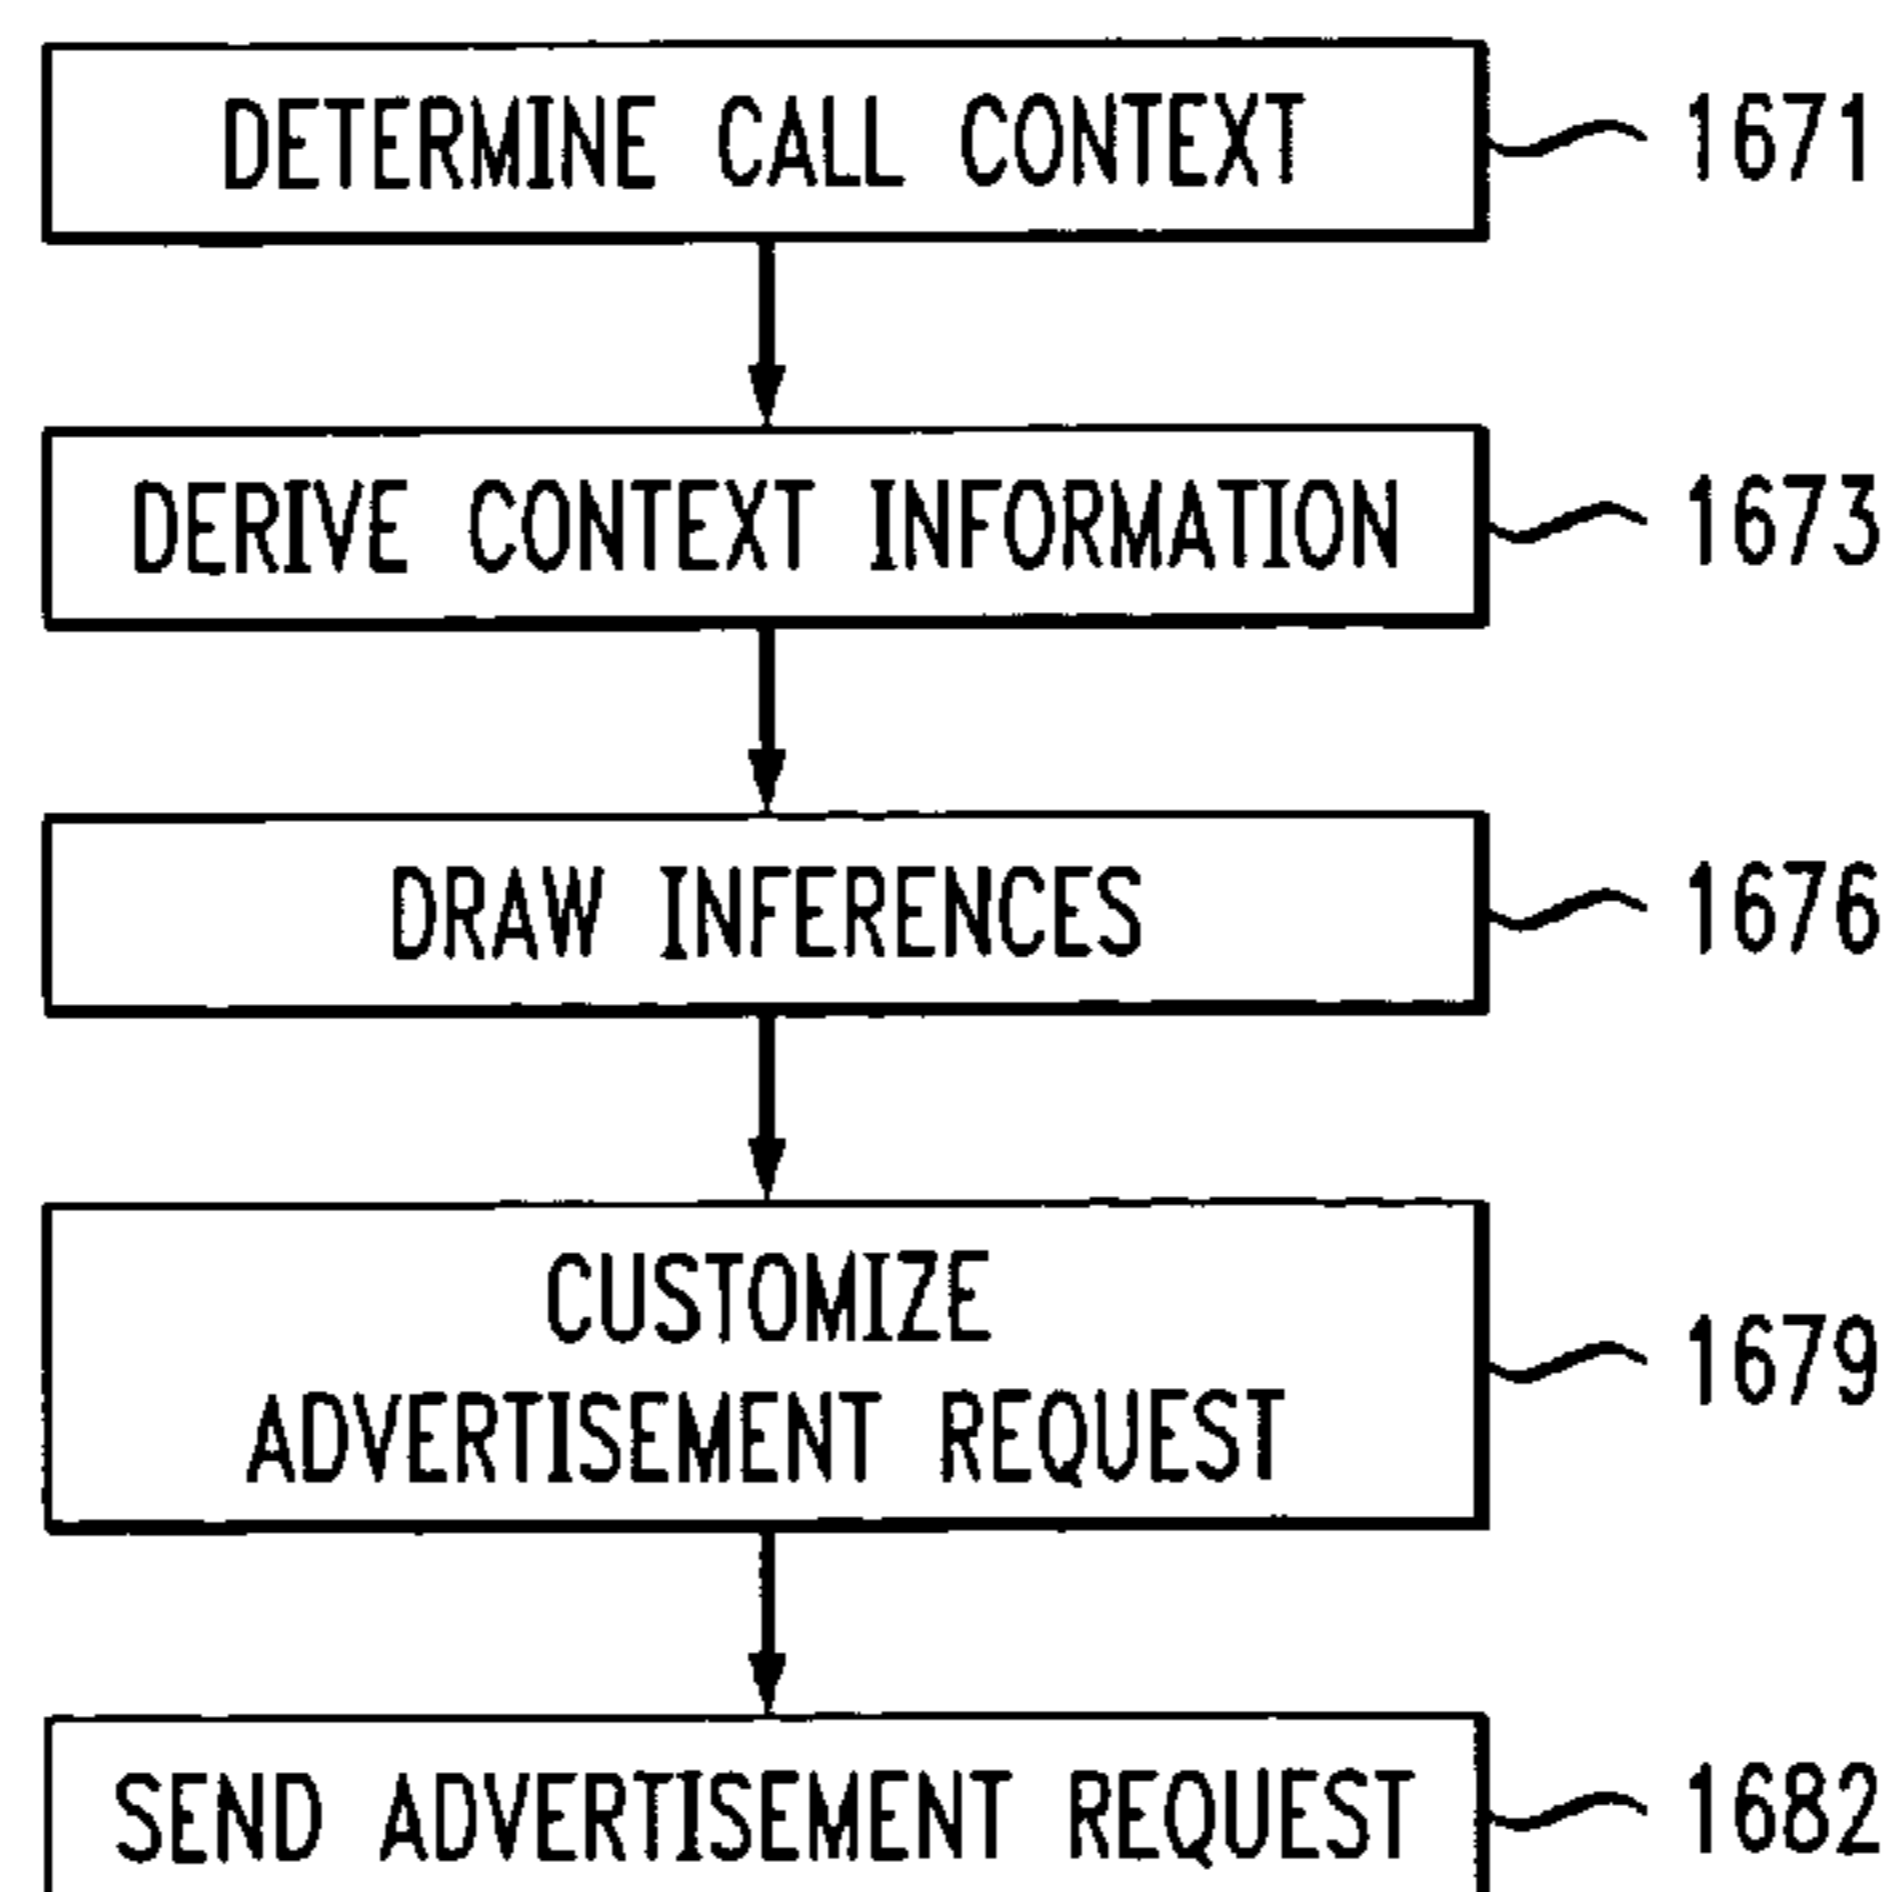 DETERMINE CALL CONTEXT 1671
DERIVE CONTEXT INFORMATION 1673
DRAW INFERENCES 1676
CUSTOMIZE
ADVERTISEMENT REQUEST 1679
SEND ADVERTISEMENT REQUEST 1682